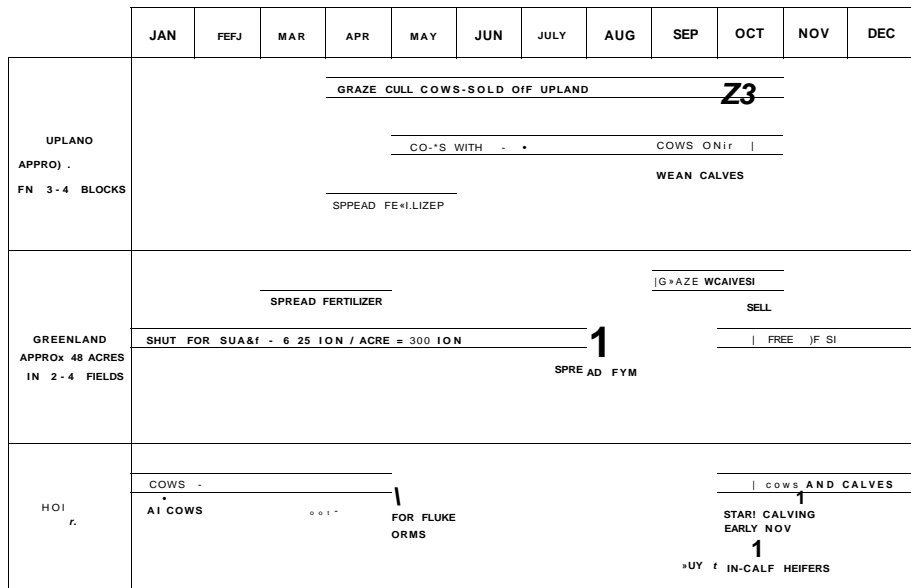 JAN FEFJ MAR APR MAY JUN JULY AUG SEP OCT NOV DEC
GRAZE CULL COWS-SOLD OfF UPLAND Z3
UPLANO
APPRO) .
FN 3-4 BLOCKS
CO-*S WITH - • COWS ONir |
WEAN CALVES
SPPEAD FE«I.LIZEP
|G»AZE WCAIVESI
SPREAD FERTILIZER
SELL
GREENLAND
APPROx 48 ACRES
IN 2-4 FIELDS
SHUT FOR SUA&f - 6 25 ION / ACRE = 300 ION 1
| FREE )F SI
SPRE AD FYM
HOI
r.
COWS -
•
AI COWS
oot-
\
FOR FLUKE
ORMS
| cows AND CALVES
1
STAR! CALVING
EARLY NOV
1
»UY t IN-CALF HEIFERS